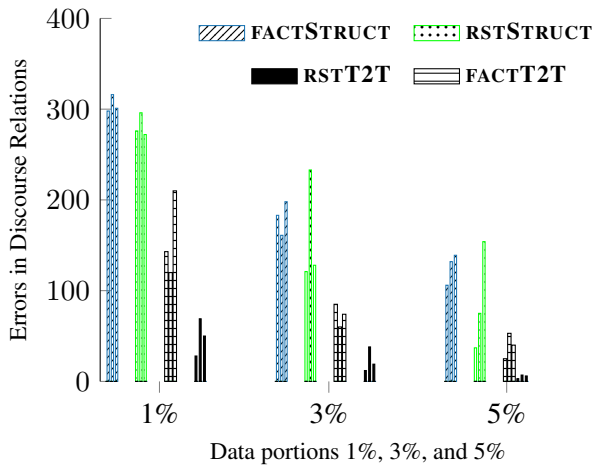 400
FACTSTRUCT RSTSTRUCT
RSTT2T FACTT2T
300
200
100
0
Errors in Discourse Relations
1% 3% 5%
Data portions 1%, 3%, and 5%